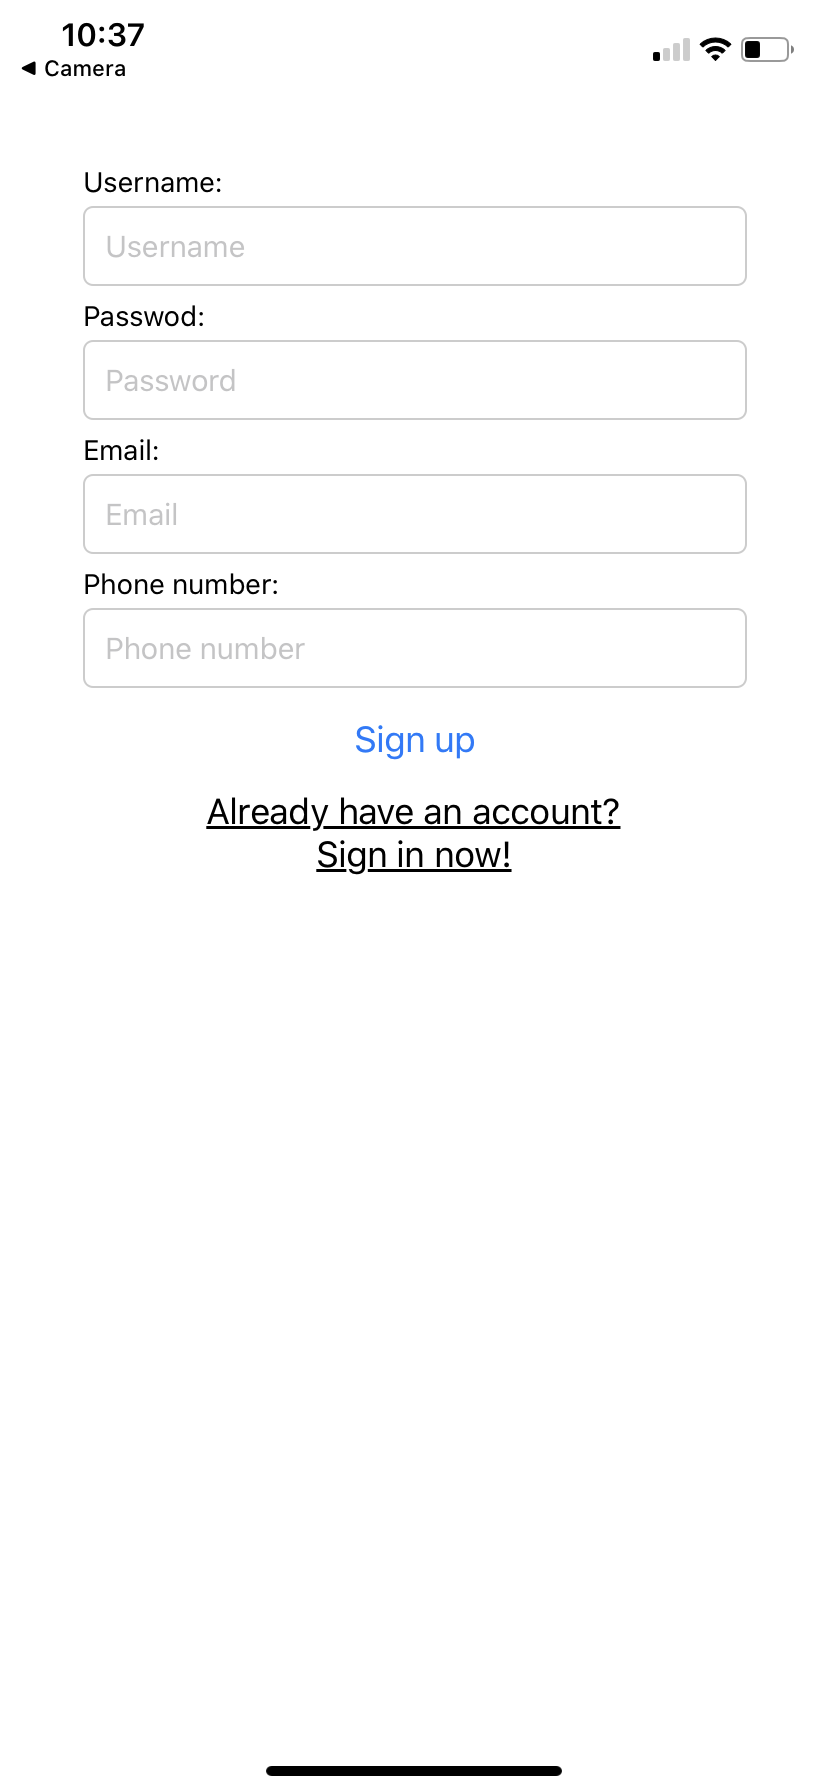 10:37
◀ Camera
Username:
Username
Passwod:
Password
Email:
Email
Phone number:
Phone number
Sign up
Already have an account?
Sign in now!